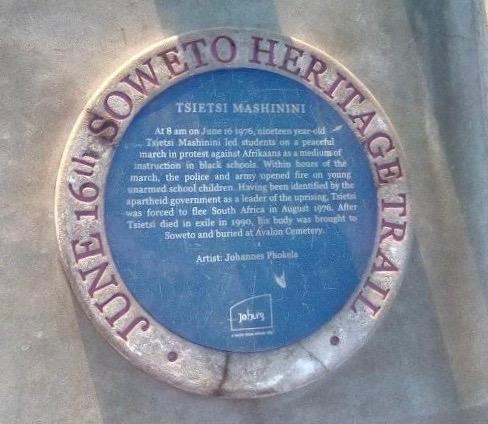 JUNE 16th SOWETO HERITAGE TRAIL
TSIETSI MASHININI
At 8 am on June 16 1976, nineteen year-old
Tsietsi Mashinini led students on a peaceful
march in protest against Afrikaans as a medium of
instruction in black schools. Within hours of the
march, the police and army opened fire on young
unarmed school children. Having been identified by the
apartheid government as a leader of the uprising, Tsietsi
was forced to flee South Africa in August 1976. After
Tsietsi died in exile in 1990, his body was brought to
Soweto and buried at Avalon Cemetery.
Artist: Johannes Phokela
Joburg